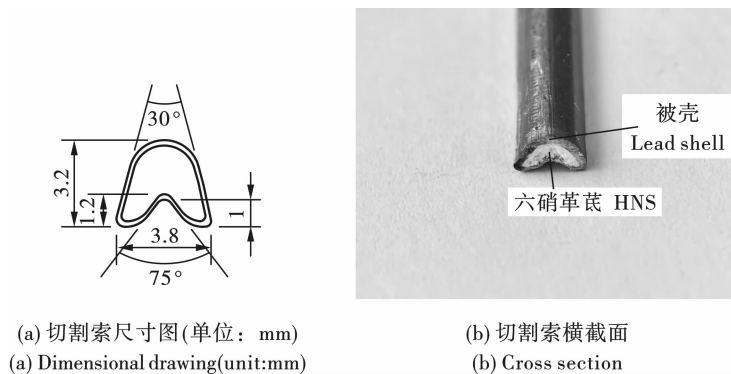 30°
3.2
1.2
1
3.8
75°
被壳
Lead shell
六硝革茋 HNS
(a) 切割索尺寸图(单位：mm)
(a) Dimensional drawing(unit:mm)
(b) 切割索横截面
(b) Cross section